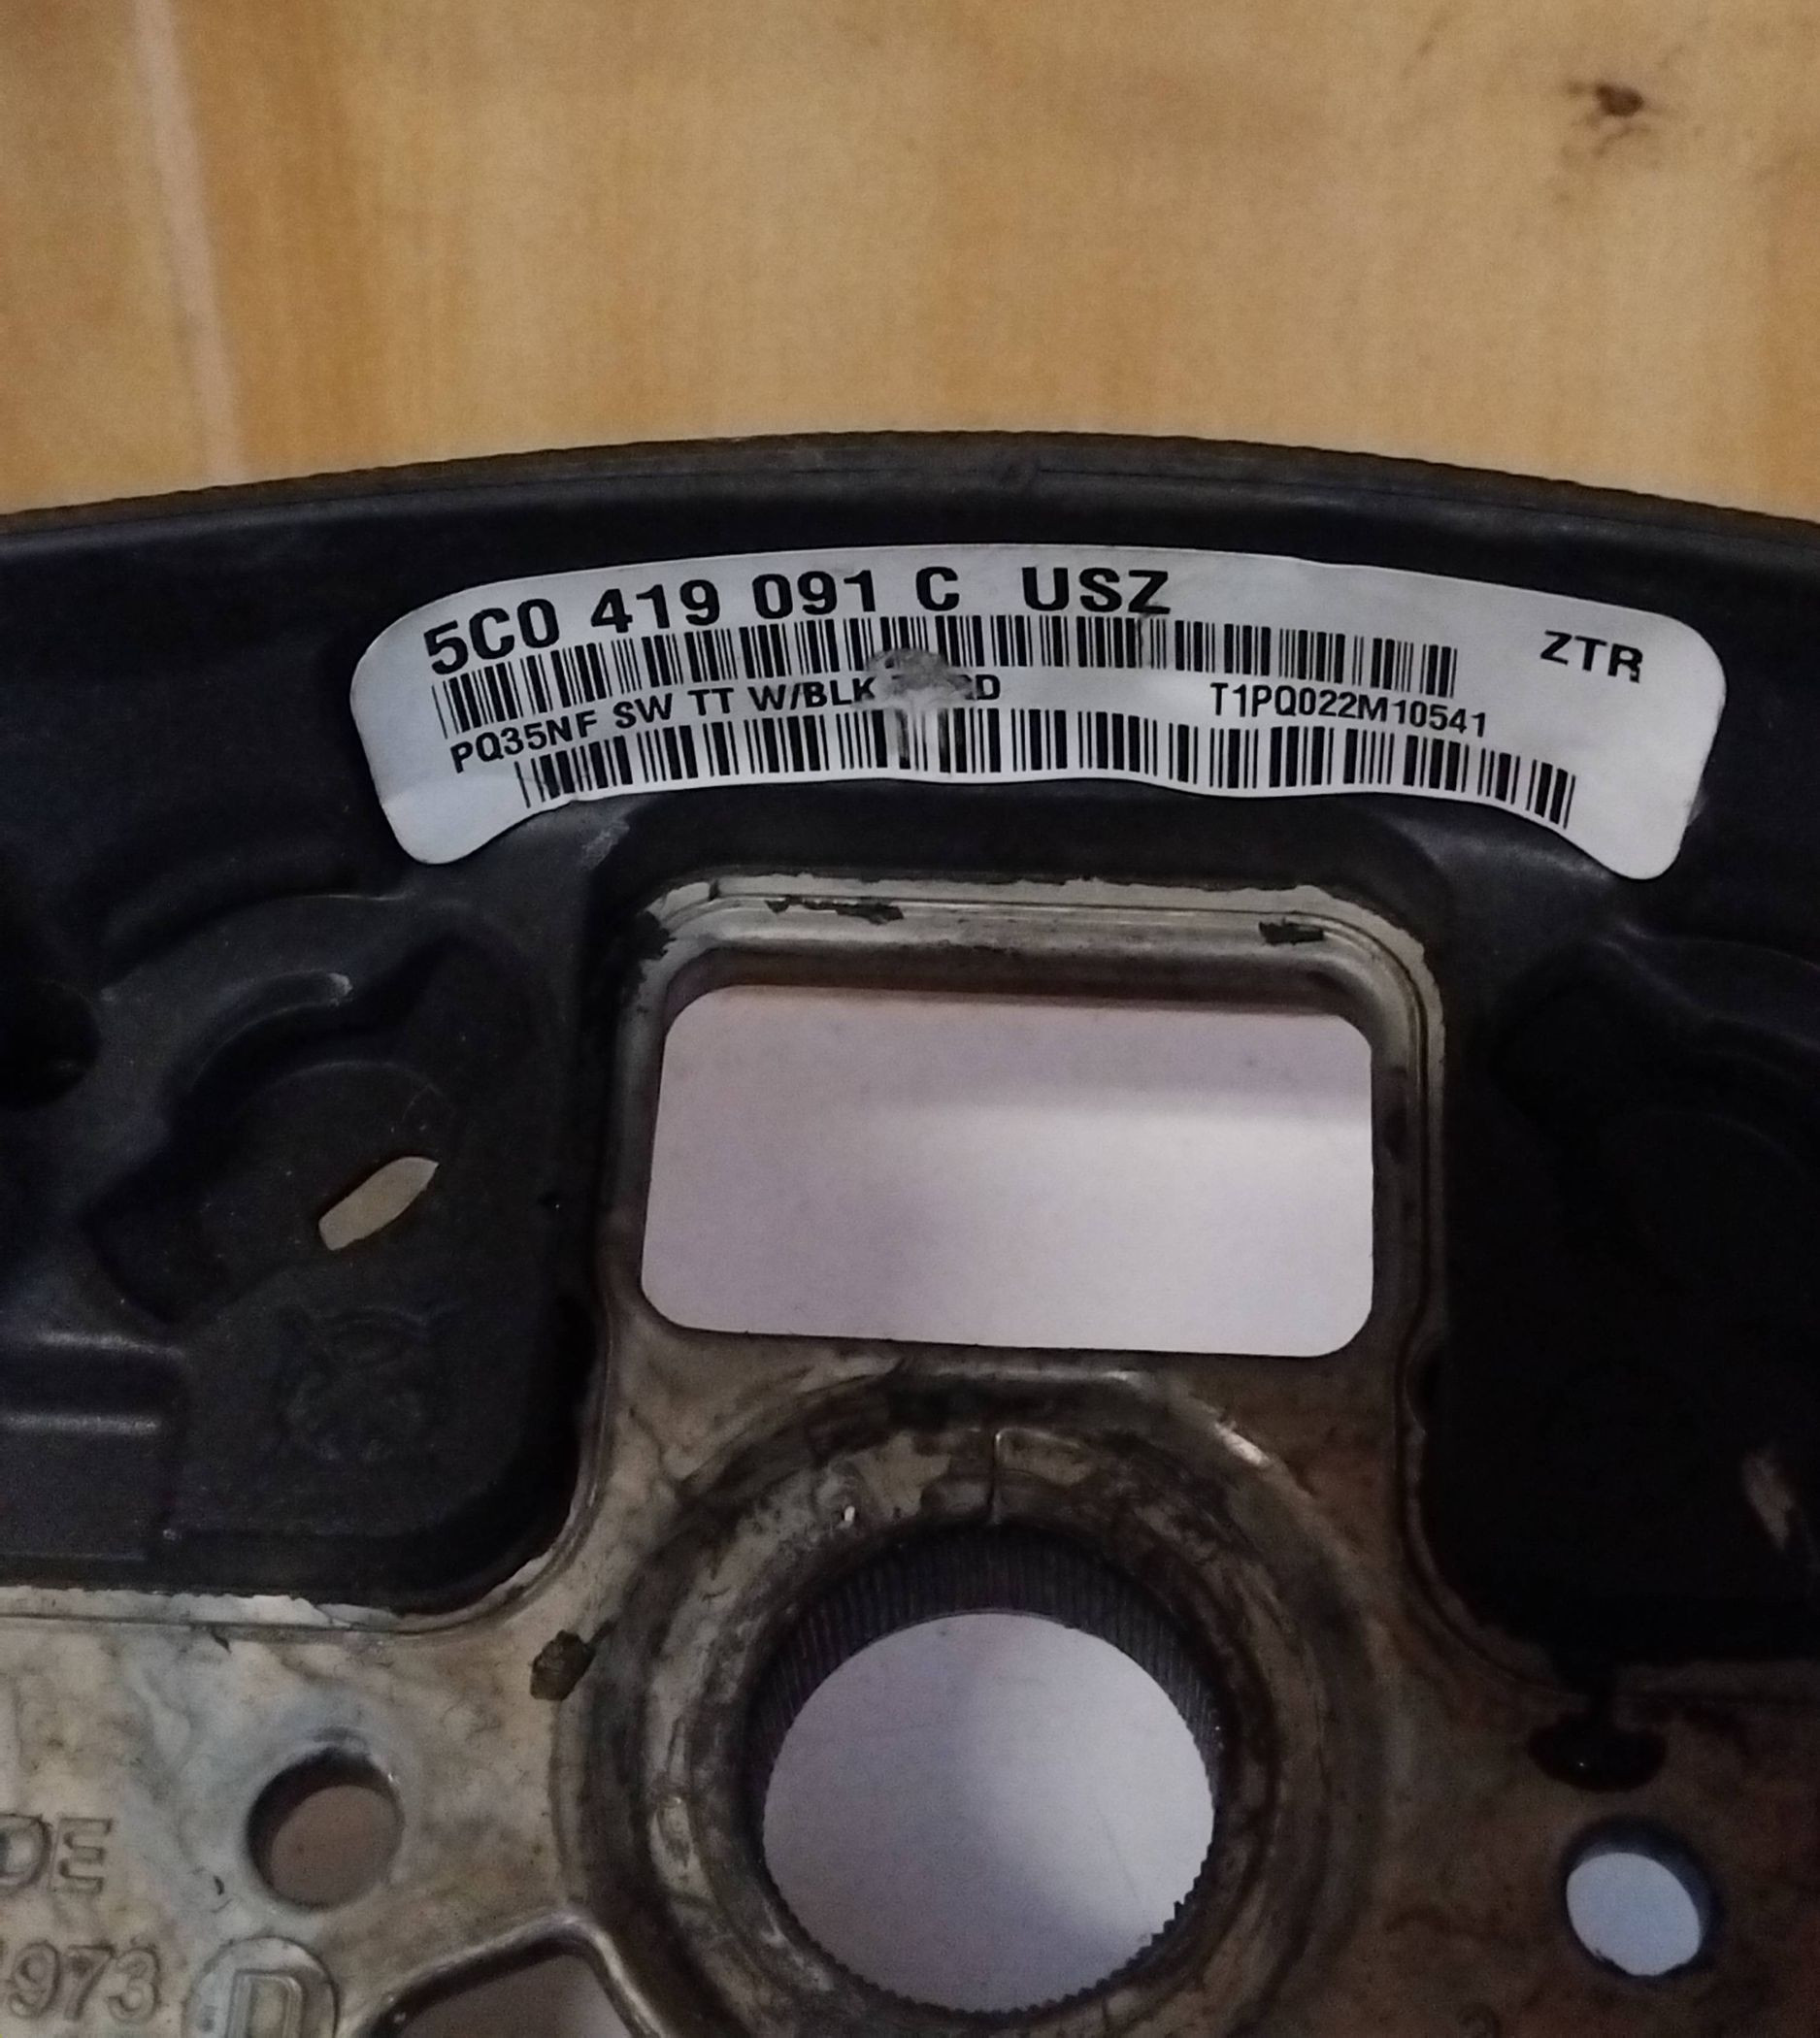 5C0 419 091 C USZ
ZTR
PQ35NF SW TT W/BLK
T1PQ022M10541
DE
973
D